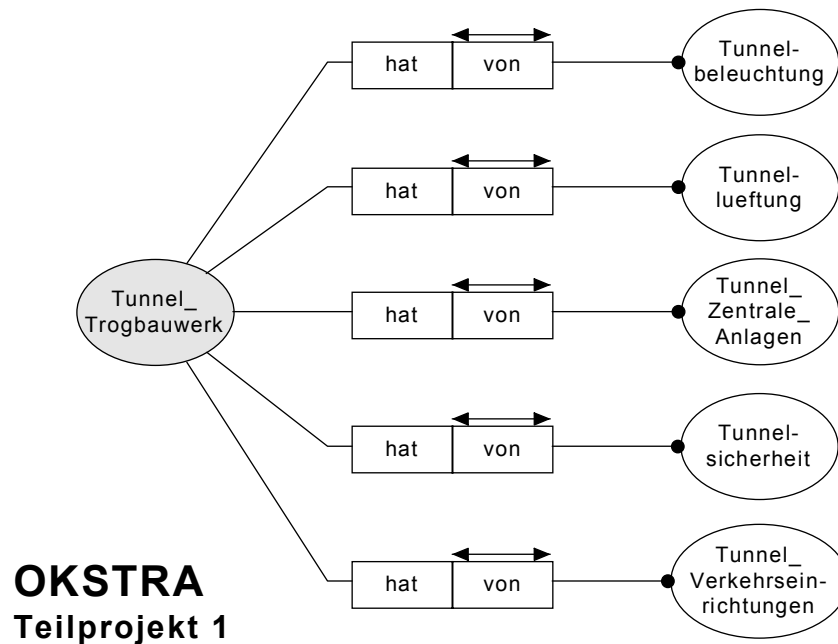 hat von
Tunnel-
beleuchtung
hat von
Tunnel-
lueftung
Tunnel_
Trogbauwerk
hat von
Tunnel_
Zentrale_
Anlagen
hat von
Tunnel-
sicherheit
hat von
Tunnel_
Verkehrsein-
richtungen
OKSTRA
Teilprojekt 1